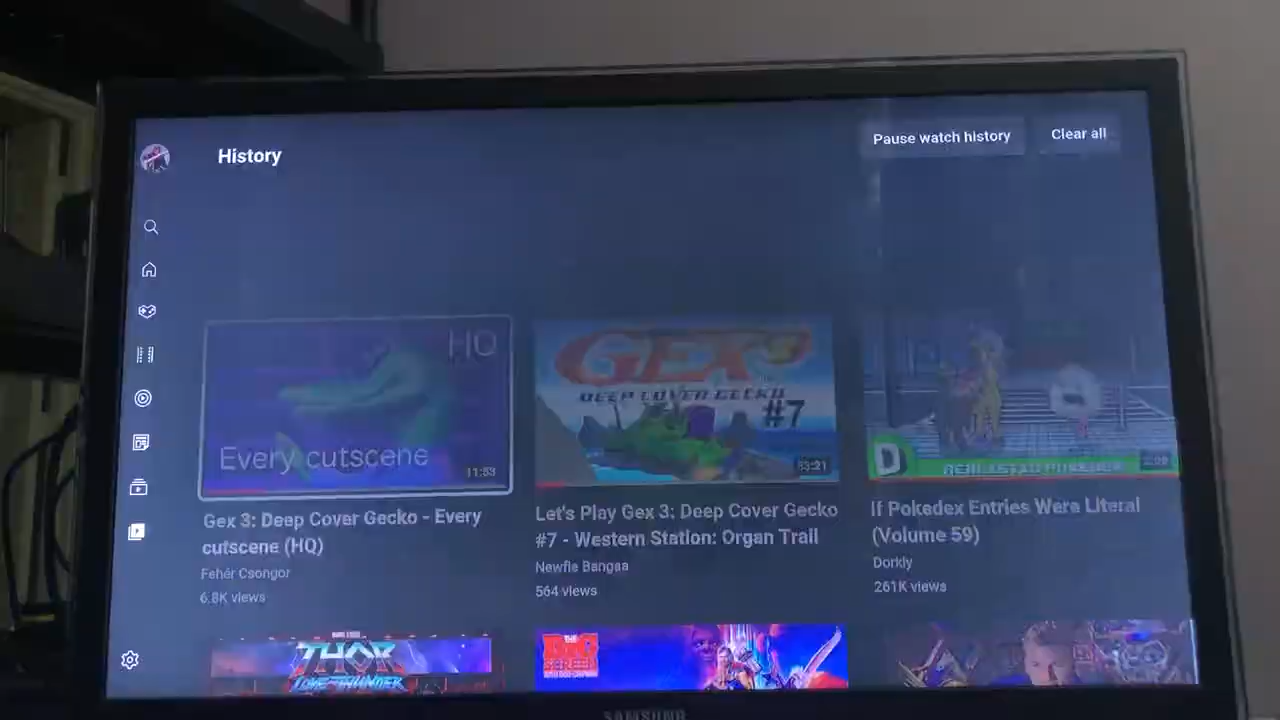 History
Pause watch history
Clear all
HQ
Every cutscene
11:53
GEX 3
DEEP COVER GECKO
#7
53:21
D
2:09
Gex 3: Deep Cover Gecko - Every
cutscene (HQ)
Fehér Csongor
6.8K views
Let's Play Gex 3: Deep Cover Gecko
#7 - Western Station: Organ Trail
Newfie Bangaa
564 views
If Pokedex Entries Were Literal
(Volume 59)
Dorkly
261K views
THOR
LOVE AND THUNDER
THE
BIG
SCREEN
SAMSUNG